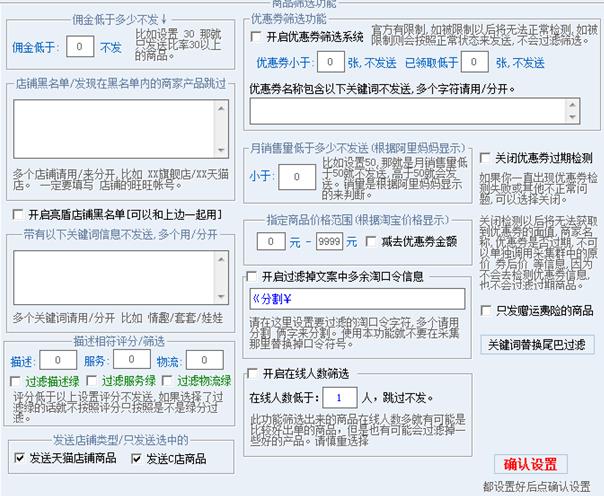 商品筛选功能
佣金低于多少不发↓
佣金低于: 0 不发
比如设置 30 那就
只发送比率30以上
的商品。
店铺黑名单/发现在黑名单内的商家产品跳过
多个店铺请用/来分开, 比如 XX旗舰店/XX天猫
店。 一定要填写 店铺的旺旺帐号。
开启高盾店铺黑名单[可以和上边一起用]
带有以下关键词信息不发送, 多个用/分开
多个关键词请用/分开 比如 情趣/套套/娃娃
描述相符评分/筛选
描述: 0 服务: 0 物流: 0
过滤描述绿 过滤服务绿 过滤物流绿
评分低于以上设置评分不发送, 如果选择了过
滤绿的话就不按照评分只按照是不是绿分过
滤。
发送店铺类型/只发送选中的
发送天猫店铺商品 发送C店商品
优惠券筛选功能
开启优惠券筛选系统
官方有限制, 如被限制以后将无法正常检测, 如被
限制则会按照正常状态来发送, 不会过滤筛选。
优惠券小于: 0 张, 不发送 已领取低于 0 张, 不发送
优惠券名称包含以下关键词不发送, 多个字符请用/分开。
月销售量低于多少不发送(根据阿里妈妈显示)
小于: 0
比如设置50, 那就是月销售量低
于50就不发送, 高于50就会发
送。销量是根据阿里妈妈显示
的来判断。
指定商品价格范围(根据淘宝价格显示)
0 元 - 9999 元 减去优惠券金额
开启过滤掉文案中多余淘口令信息
《分割￥
请在这里设置要过滤的淘口令字符, 多个请用
分割 俩字来分割。使用本功能就不要在采集
那里替换掉口令符号。
开启在线人数筛选
在线人数低于: 1 人, 跳过不发。
此功能筛选出来的商品在线人数多就有可能是
比较好出单的商品, 但是也有可能会过滤掉一
些好的产品。请慎重选择
关闭优惠券过期检测
如果你一直出现优惠券检
测失败或其他不正常问
题, 可以选择关闭。
关闭检测以后将无法获取
到优惠券的面值, 商家名
称, 优惠券是否过期, 不可
以单独调用采集群中的原
价 券后价 等信息, 因为
不会去检测优惠券信息,
也不会过滤过期商品。
只发赠运费险的商品
关键词替换尾巴过滤
确认设置
都设置好后点确认设置